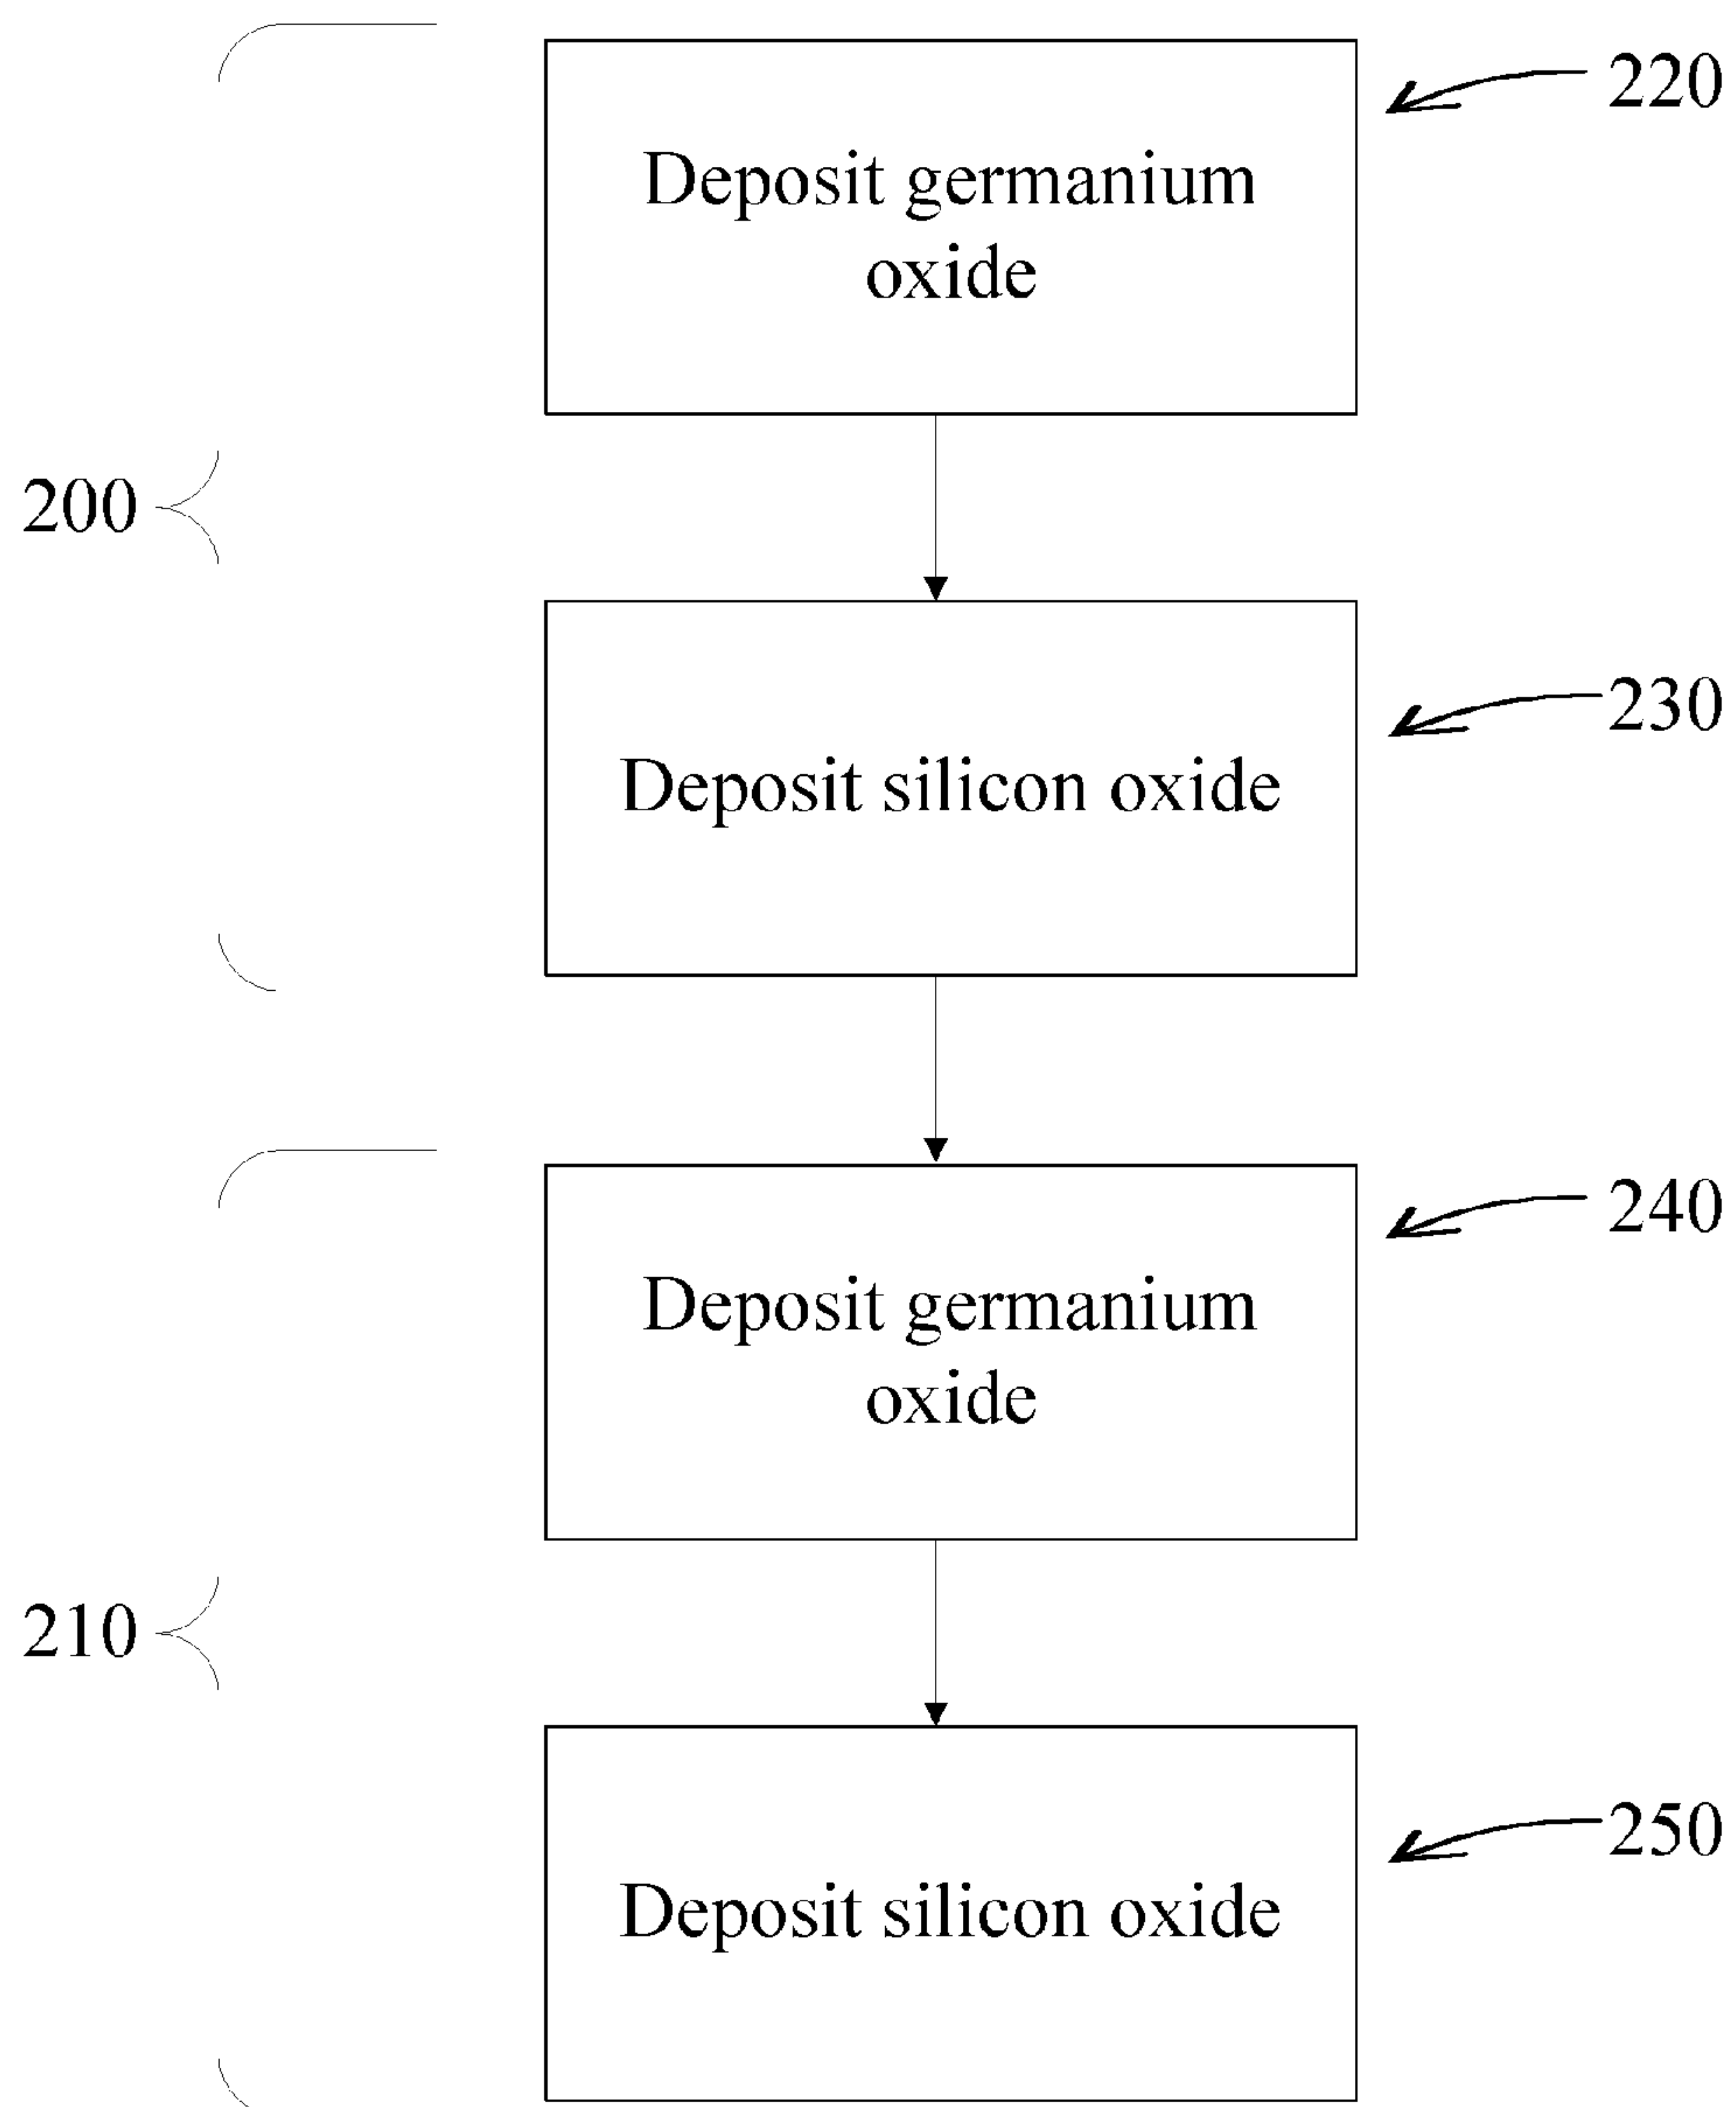 220
Deposit germanium
oxide
200
230
Deposit silicon oxide
240
Deposit germanium
oxide
210
250
Deposit silicon oxide